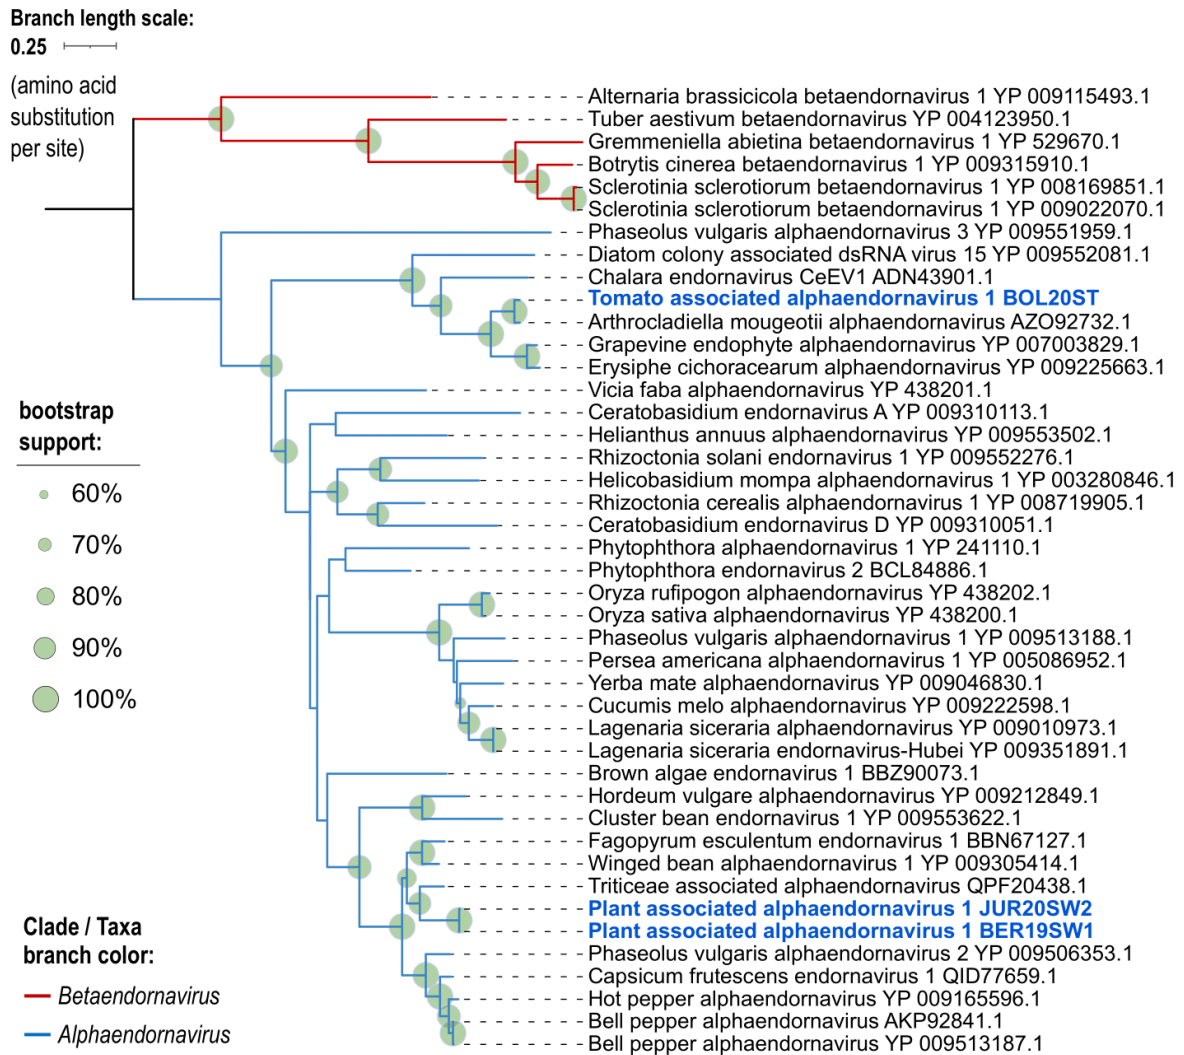 Branch length scale:
0.25
(amino acid
substitution
per site)
Alternaria brassicicola betaendornavirus 1 YP 009115493.1
Tuber aestivum betaendornavirus YP 004123950.1
Gremmeniella abietina betaendornavirus 1 YP 529670.1
Botrytis cinerea betaendornavirus 1 YP 009315910.1
Sclerotinia sclerotiorum betaendornavirus 1 YP 008169851.1
Sclerotinia sclerotiorum betaendornavirus 1 YP 009022070.1
Phaseolus vulgaris alphaendornavirus 3 YP 009551959.1
Diatom colony associated dsRNA virus 15 YP 009552081.1
Chalara endornavirus CeEV1 ADN43901.1
Tomato associated alphaendornavirus 1 BOL20ST
Arthrocladiella mougeotii alphaendornavirus AZO92732.1
Grapevine endophyte alphaendornavirus YP 007003829.1
Erysiphe cichoracearum alphaendornavirus YP 009225663.1
Vicia faba alphaendornavirus YP 438201.1
Ceratobasidium endornavirus A YP 009310113.1
Helianthus annuus alphaendornavirus YP 009553502.1
Rhizoctonia solani endornavirus 1 YP 009552276.1
Helicobasidium mompa alphaendornavirus 1 YP 003280846.1
Rhizoctonia cerealis alphaendornavirus 1 YP 008719905.1
Ceratobasidium endornavirus D YP 009310051.1
Phytophthora alphaendornavirus 1 YP 241110.1
Phytophthora endornavirus 2 BCL84886.1
Oryza rufipogon alphaendornavirus YP 438202.1
Oryza sativa alphaendornavirus YP 438200.1
Phaseolus vulgaris alphaendornavirus 1 YP 009513188.1
Persea americana alphaendornavirus 1 YP 005086952.1
Yerba mate alphaendornavirus YP 009046830.1
Cucumis melo alphaendornavirus YP 009222598.1
Lagenaria siceraria alphaendornavirus YP 009010973.1
Lagenaria siceraria endornavirus-Hubei YP 009351891.1
Brown algae endornavirus 1 BBZ90073.1
Hordeum vulgare alphaendornavirus YP 009212849.1
Cluster bean endornavirus 1 YP 009553622.1
Fagopyrum esculentum endornavirus 1 BBN67127.1
Winged bean alphaendornavirus 1 YP 009305414.1
Triticeae associated alphaendornavirus QPF20438.1
Plant associated alphaendornavirus 1 JUR20SW2
Plant associated alphaendornavirus 1 BER19SW1
Phaseolus vulgaris alphaendornavirus 2 YP 009506353.1
Capsicum frutescens endornavirus 1 QID77659.1
Hot pepper alphaendornavirus YP 009165596.1
Bell pepper alphaendornavirus AKP92841.1
Bell pepper alphaendornavirus YP 009513187.1
bootstrap
support:
60%
70%
80%
90%
100%
Clade / Taxa
branch color:
Betaendornavirus
Alphaendornavirus